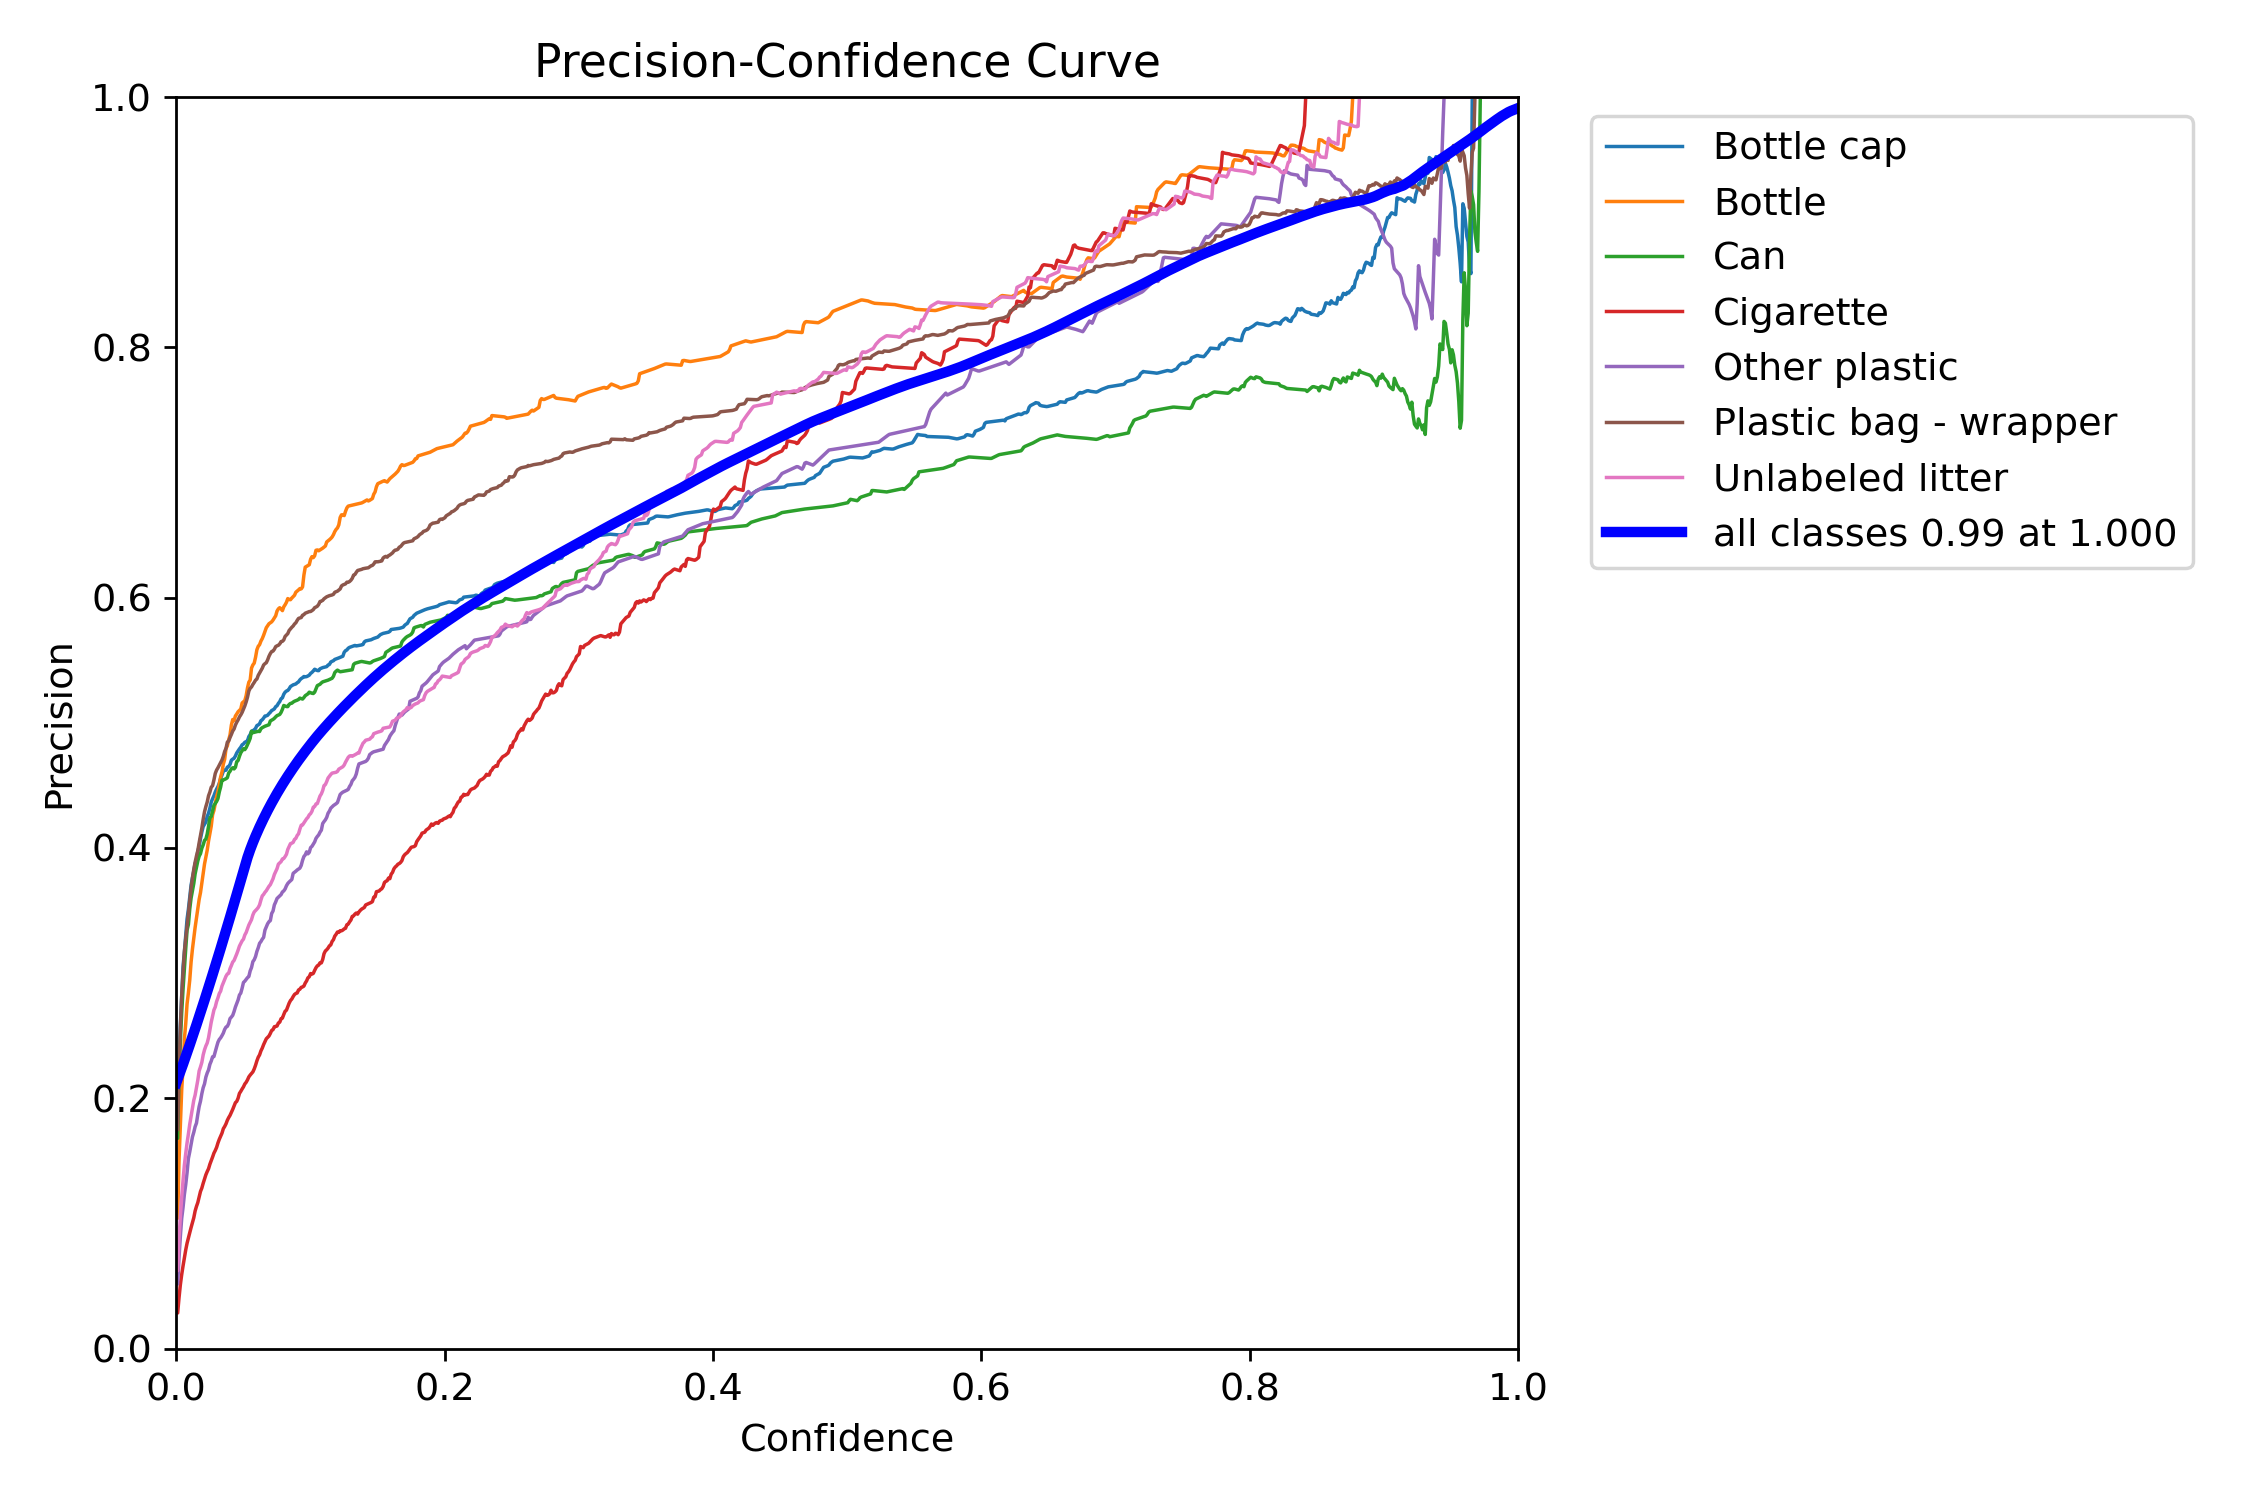 Precision-Confidence Curve
1.0
0.8
0.6
0.4
0.2
0.0
Precision
0.0 0.2 0.4 0.6 0.8 1.0
Confidence
Bottle cap
Bottle
Can
Cigarette
Other plastic
Plastic bag - wrapper
Unlabeled litter
all classes 0.99 at 1.000